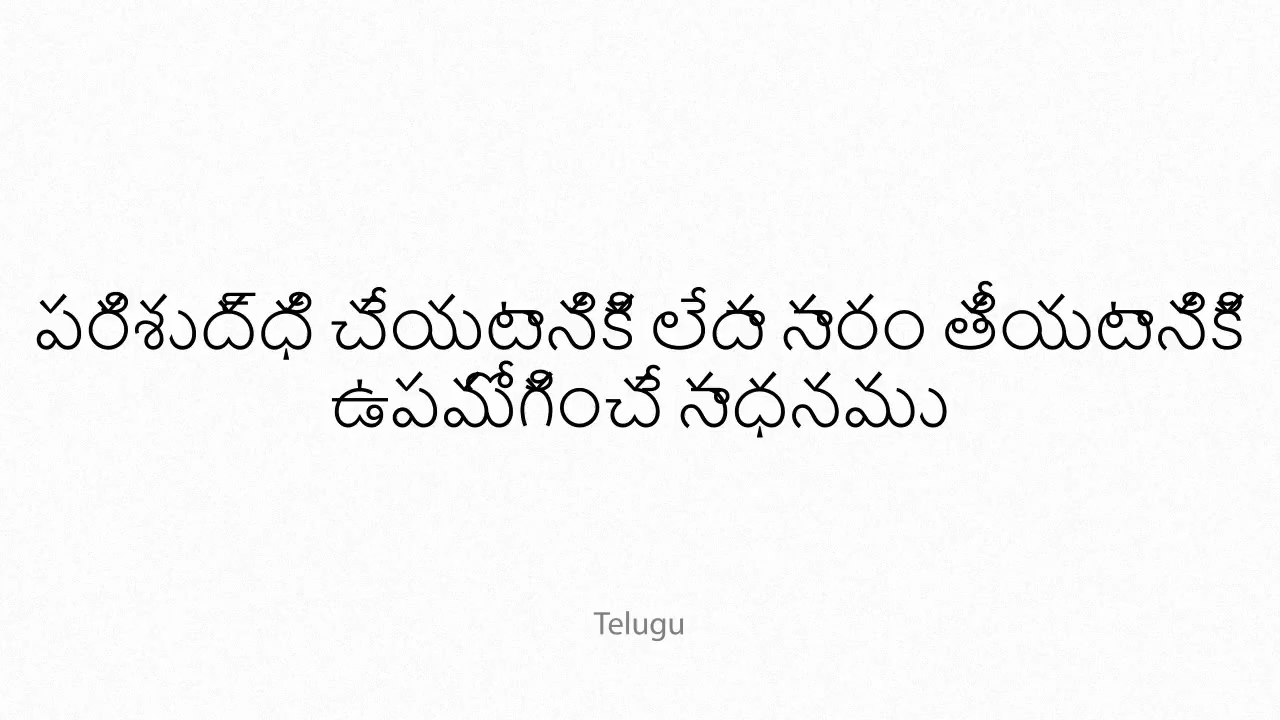 పరిశుద్ధి చేయటానికి లేదా సారం తీయటానికి
ఉపయోగించే సాధనము
Telugu